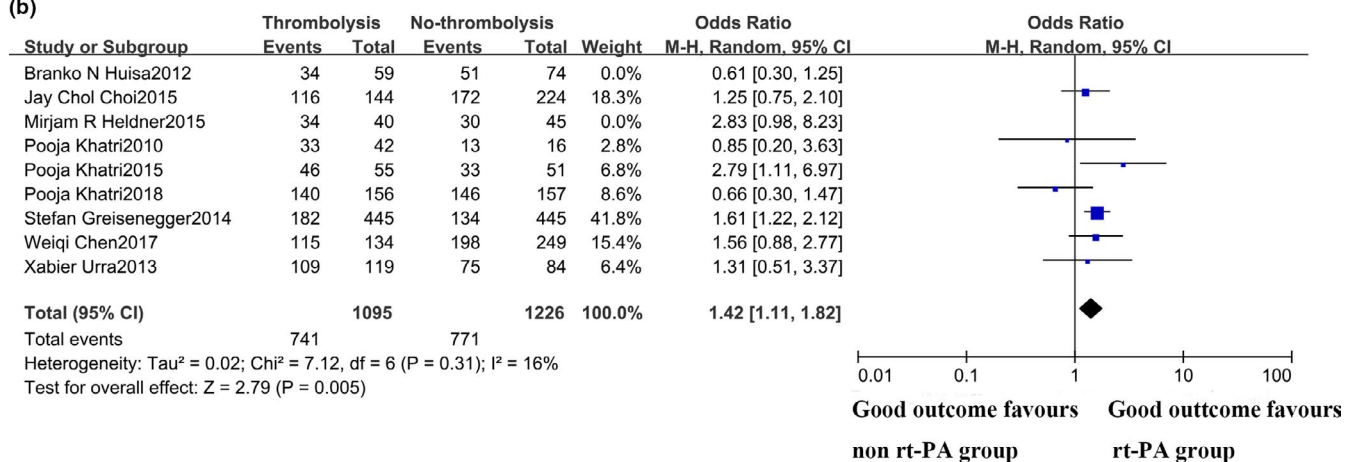 (b)
Thrombolysis No-thrombolysis Odds Ratio Odds Ratio
Study or Subgroup Events Total Events Total Weight M-H, Random, 95% CI M-H, Random, 95% CI
Branko N Huisa2012 34 59 51 74 0.0% 0.61 [0.30, 1.25]
Jay Chol Choi2015 116 144 172 224 18.3% 1.25 [0.75, 2.10]
Mirjam R Heldner2015 34 40 30 45 0.0% 2.83 [0.98, 8.23]
Pooja Khatri2010 33 42 13 16 2.8% 0.85 [0.20, 3.63]
Pooja Khatri2015 46 55 33 51 6.8% 2.79 [1.11, 6.97]
Pooja Khatri2018 140 156 146 157 8.6% 0.66 [0.30, 1.47]
Stefan Greisenegger2014 182 445 134 445 41.8% 1.61 [1.22, 2.12]
Weiqi Chen2017 115 134 198 249 15.4% 1.56 [0.88, 2.77]
Xabier Urra2013 109 119 75 84 6.4% 1.31 [0.51, 3.37]
Total (95% CI) 1095 1226 100.0% 1.42 [1.11, 1.82]
Total events 741 771
Heterogeneity: Tau² = 0.02; Chi² = 7.12, df = 6 (P = 0.31); I² = 16%
Test for overall effect: Z = 2.79 (P = 0.005)
0.01 0.1 1 10 100
Good outcome favours Good outtcome favours
non rt-PA group rt-PA group